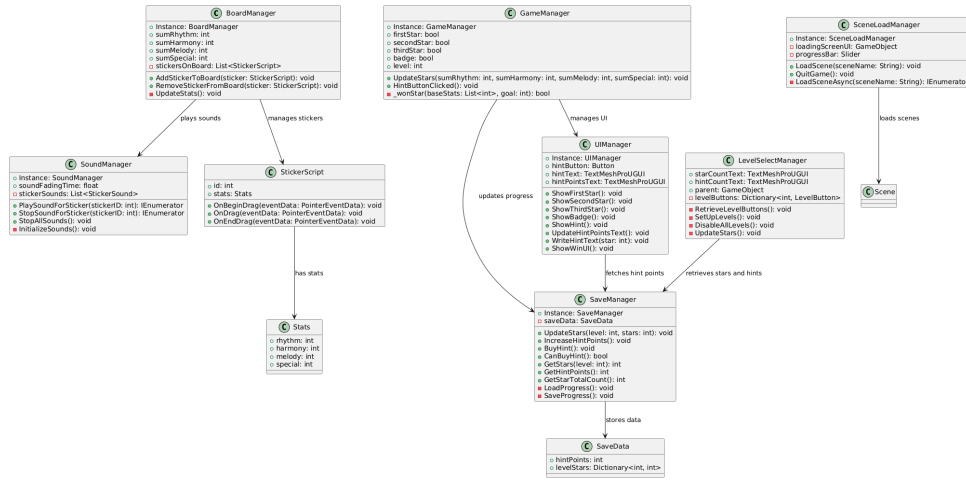 C BoardManager
Instance: BoardManager
sumRhythm: int
sumHarmony: int
sumMelody: int
sumSpecial: int
stickersOnBoard: List<StickerScript>
AddStickerToBoard(sticker: StickerScript): void
RemoveStickerFromBoard(sticker: StickerScript): void
UpdateStats(): void
C GameManager
Instance: GameManager
firstStar: bool
secondStar: bool
thirdStar: bool
badge: bool
level: int
UpdateStars(sumRhythm: int, sumHarmony: int, sumMelody: int, sumSpecial: int): void
HintButtonClicked(): void
_wonStar(baseStats: List<int>, goal: int): bool
C SceneLoadManager
Instance: SceneLoadManager
loadingScreenUI: GameObject
progressBar: Slider
LoadScene(sceneName: String): void
QuitGame(): void
LoadSceneAsync(sceneName: String): IEnumerator
plays sounds
manages stickers
manages UI
loads scenes
updates progress
C SoundManager
Instance: SoundManager
soundFadingTime: float
stickerSounds: List<StickerSound>
PlaySoundForSticker(stickerID: int): IEnumerator
StopSoundForSticker(stickerID: int): IEnumerator
StopAllSounds(): void
InitializeSounds(): void
C StickerScript
id: int
stats: Stats
OnBeginDrag(eventData: PointerEventData): void
OnDrag(eventData: PointerEventData): void
OnEndDrag(eventData: PointerEventData): void
C UIManager
Instance: UIManager
hintButton: Button
hintText: TextMeshProUGUI
hintPointsText: TextMeshProUGUI
ShowFirstStar(): void
ShowSecondStar(): void
ShowThirdStar(): void
ShowBadge(): void
ShowHint(): void
UpdateHintPointsText(): void
WriteHintText(star: int): void
ShowWinUI(): void
C LevelSelectManager
starCountText: TextMeshProUGUI
hintCountText: TextMeshProUGUI
parent: GameObject
levelButtons: Dictionary<int, LevelButton>
RetrieveLevelButtons(): void
SetUpLevels(): void
DisableAllLevels(): void
UpdateStars(): void
C Scene
has stats
fetches hint points
retrieves stars and hints
C Stats
rhythm: int
harmony: int
melody: int
special: int
C SaveManager
Instance: SaveManager
saveData: SaveData
UpdateStars(level: int, stars: int): void
IncreaseHintPoints(): void
BuyHint(): void
CanBuyHint(): bool
GetStars(level: int): int
GetHintPoints(): int
GetStarTotalCount(): int
LoadProgress(): void
SaveProgress(): void
stores data
C SaveData
hintPoints: int
levelStars: Dictionary<int, int>